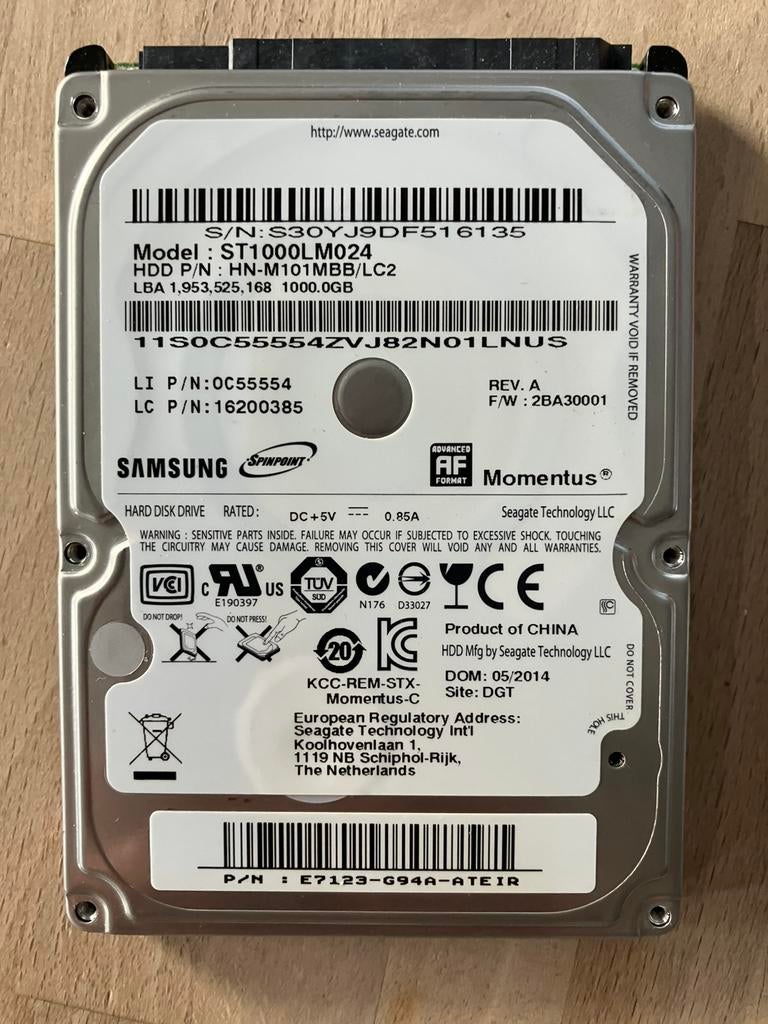 http://www.seagate.com
S/N:S30YJ9DF516135
Model : ST1000LM024
HDD P/N : HN-M101MBB/LC2
LBA 1,953,525,168 1000.0GB
WARRANTY VOID IF REMOVED
11S0C55554ZVJ82N01LNUS
LI P/N:0C55554
LC P/N:16200385
REV. A
F/W : 2BA30001
SAMSUNG SPINPOINT
ADVANCED
AF
FORMAT
Momentus®
HARD DISK DRIVE RATED : DC+5V 0.85A Seagate Technology LLC
WARNING : SENSITIVE PARTS INSIDE. FAILURE MAY OCCUR IF SUBJECTED TO EXCESSIVE SHOCK. TOUCHING
THE CIRCUITRY MAY CAUSE DAMAGE. REMOVING THIS COVER WILL VOID ANY AND ALL WARRANTIES.
VCI
c RU® US
E190397
TÜV
SÜD
N176
D33027
CE
DO NOT DROP!
DO NOT PRESS!
20
KCC-REM-STX-
Momentus-C
Product of CHINA
HDD Mfg by Seagate Technology LLC
DOM: 05/2014
Site: DGT
DO NOT COVER
THIS HOLE
European Regulatory Address:
Seagate Technology Int'l
Koolhovenlaan 1,
1119 NB Schiphol-Rijk,
The Netherlands
P/N : E7123-G94A-ATEIR